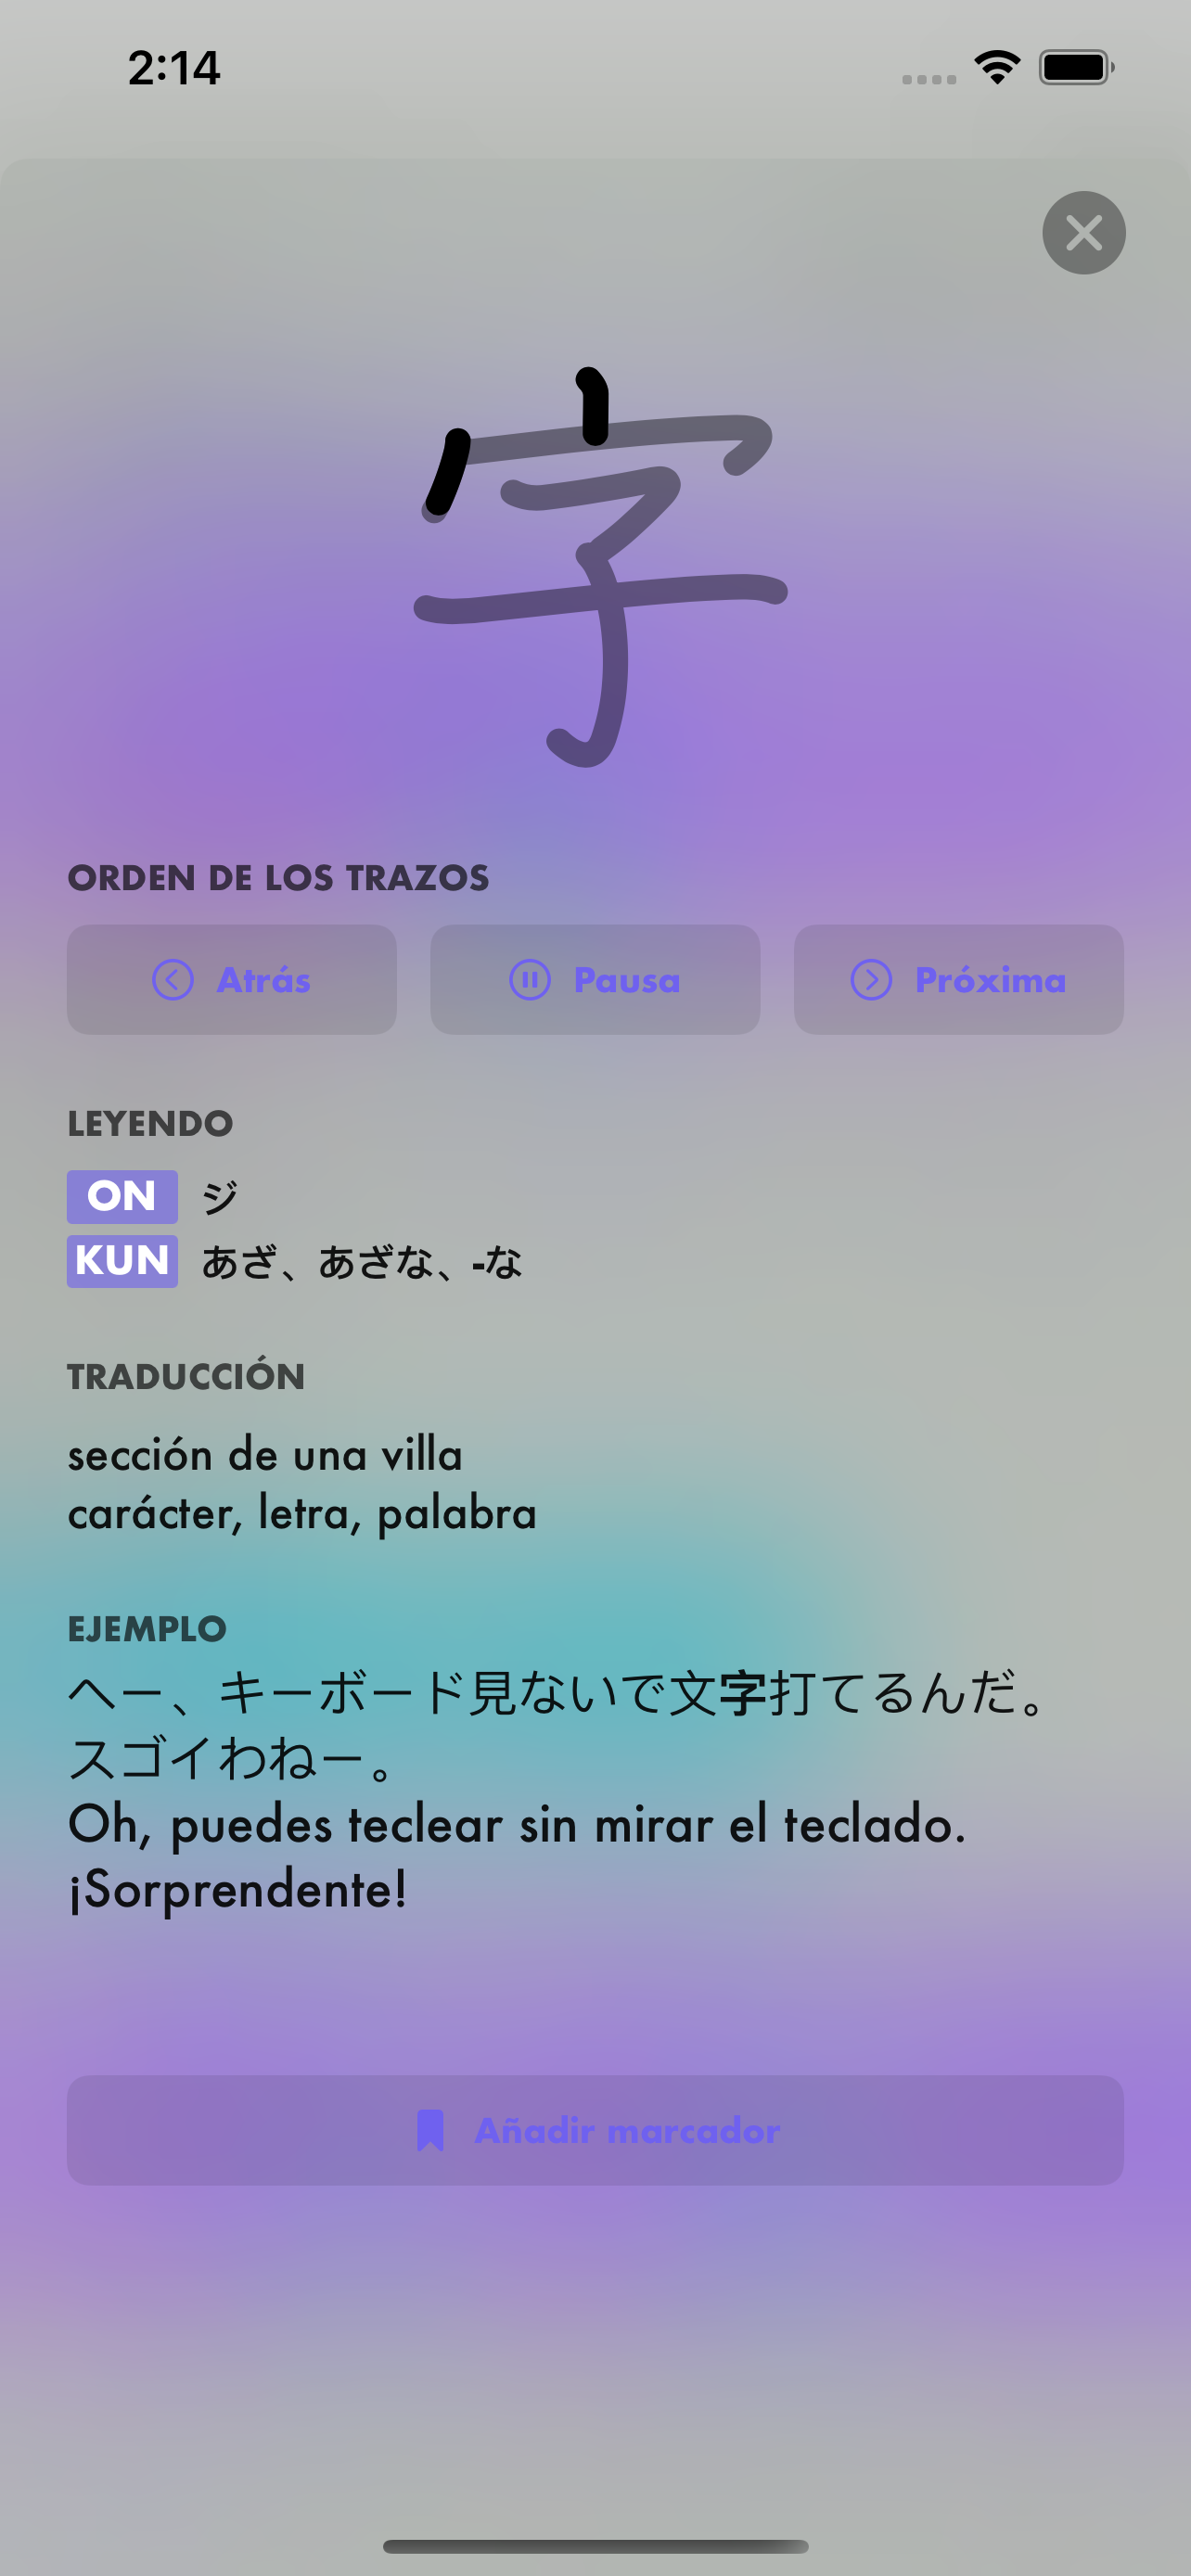 2:14
字
ORDEN DE LOS TRAZOS
Atrás
Pausa
Próxima
LEYENDO
ON ジ
KUN あざ、あざな、-な
TRADUCCIÓN
sección de una villa
carácter, letra, palabra
EJEMPLO
へー、キーボード見ないで文字打てるんだ。
スゴイわねー。
Oh, puedes teclear sin mirar el teclado.
¡Sorprendente!
Añadir marcador